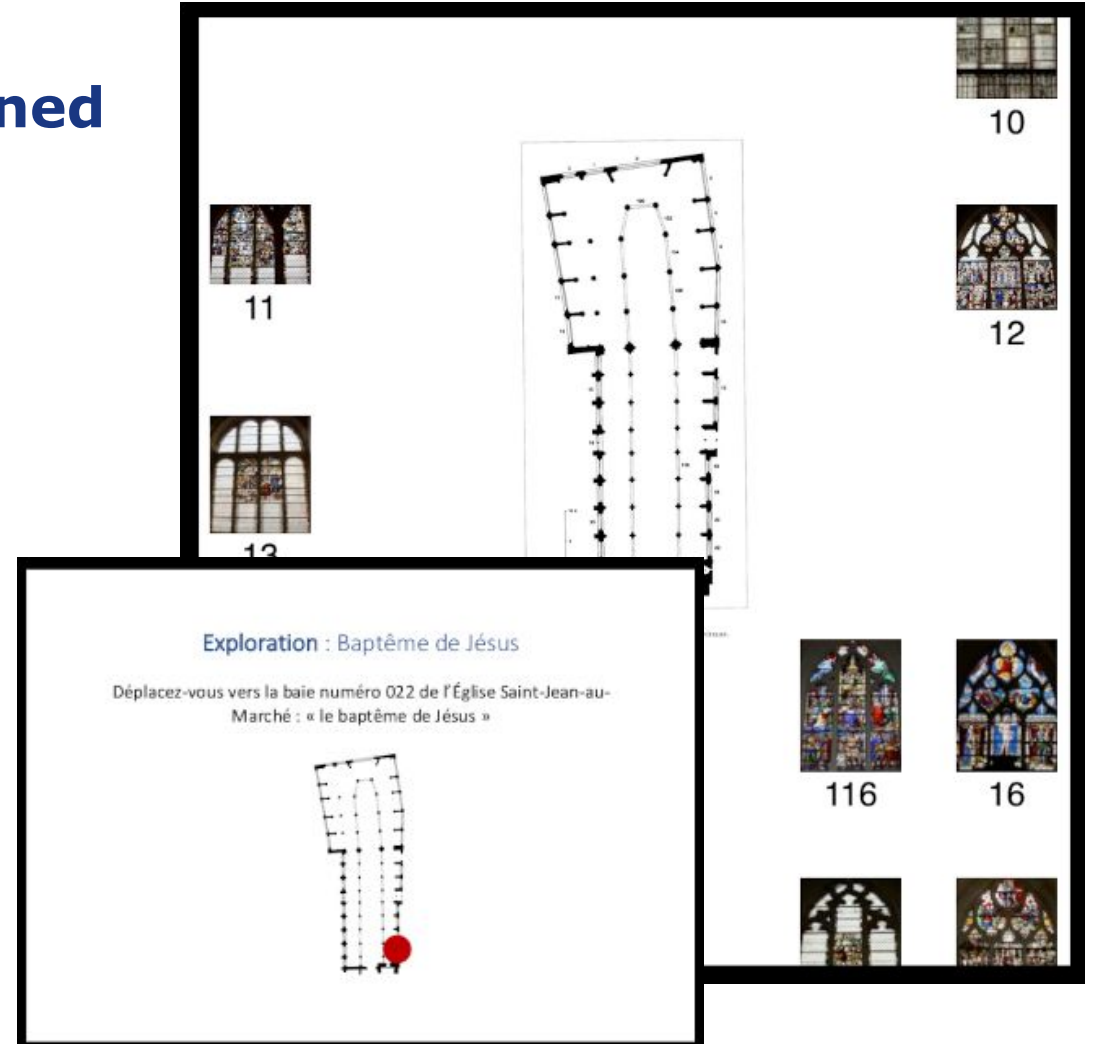 ned
10
11
12
13
116
16
Exploration : Baptême de Jésus
Déplacez-vous vers la baie numéro 022 de l'Église Saint-Jean-au-
Marché : « le baptême de Jésus »